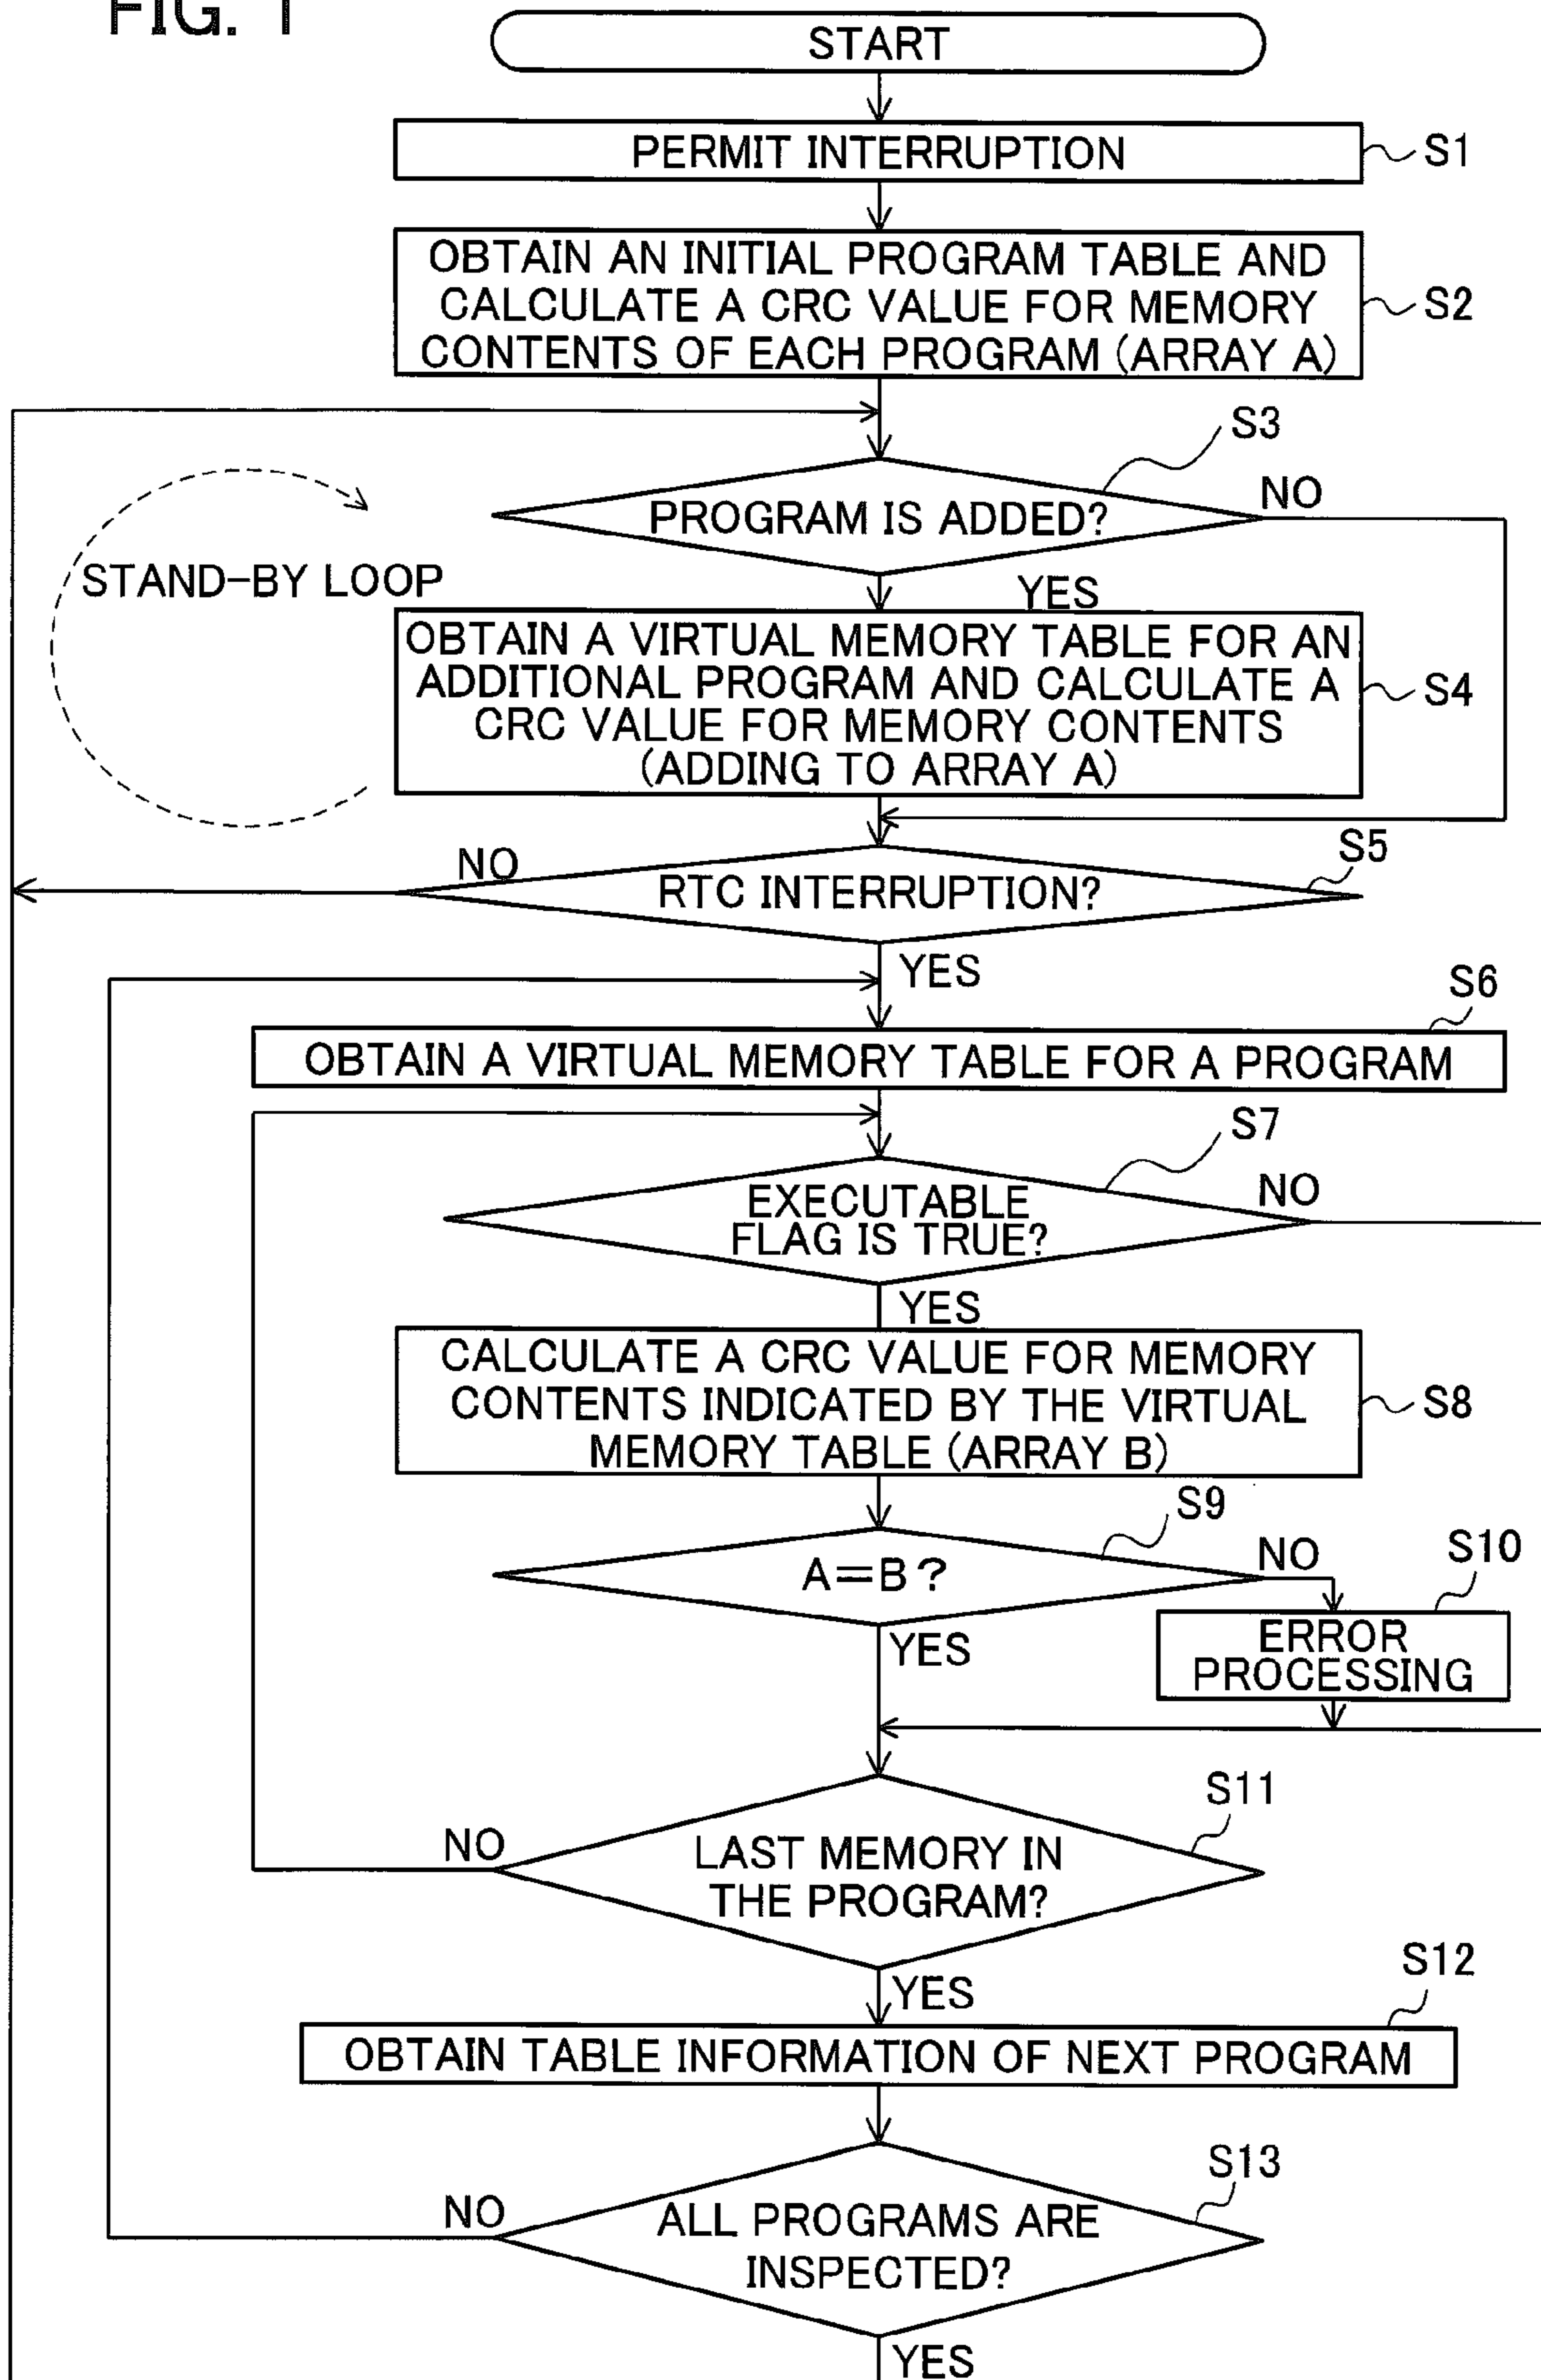 FIG. 1
START
PERMIT INTERRUPTION
S1
OBTAIN AN INITIAL PROGRAM TABLE AND
CALCULATE A CRC VALUE FOR MEMORY
CONTENTS OF EACH PROGRAM (ARRAY A)
S2
S3
PROGRAM IS ADDED?
NO
STAND-BY LOOP
YES
OBTAIN A VIRTUAL MEMORY TABLE FOR AN
ADDITIONAL PROGRAM AND CALCULATE A
CRC VALUE FOR MEMORY CONTENTS
(ADDING TO ARRAY A)
S4
S5
NO
RTC INTERRUPTION?
YES
S6
OBTAIN A VIRTUAL MEMORY TABLE FOR A PROGRAM
S7
EXECUTABLE
FLAG IS TRUE?
NO
YES
CALCULATE A CRC VALUE FOR MEMORY
CONTENTS INDICATED BY THE VIRTUAL
MEMORY TABLE (ARRAY B)
S8
S9
A=B?
NO
S10
YES
ERROR
PROCESSING
S11
NO
LAST MEMORY IN
THE PROGRAM?
YES
S12
OBTAIN TABLE INFORMATION OF NEXT PROGRAM
S13
NO
ALL PROGRAMS ARE
INSPECTED?
YES